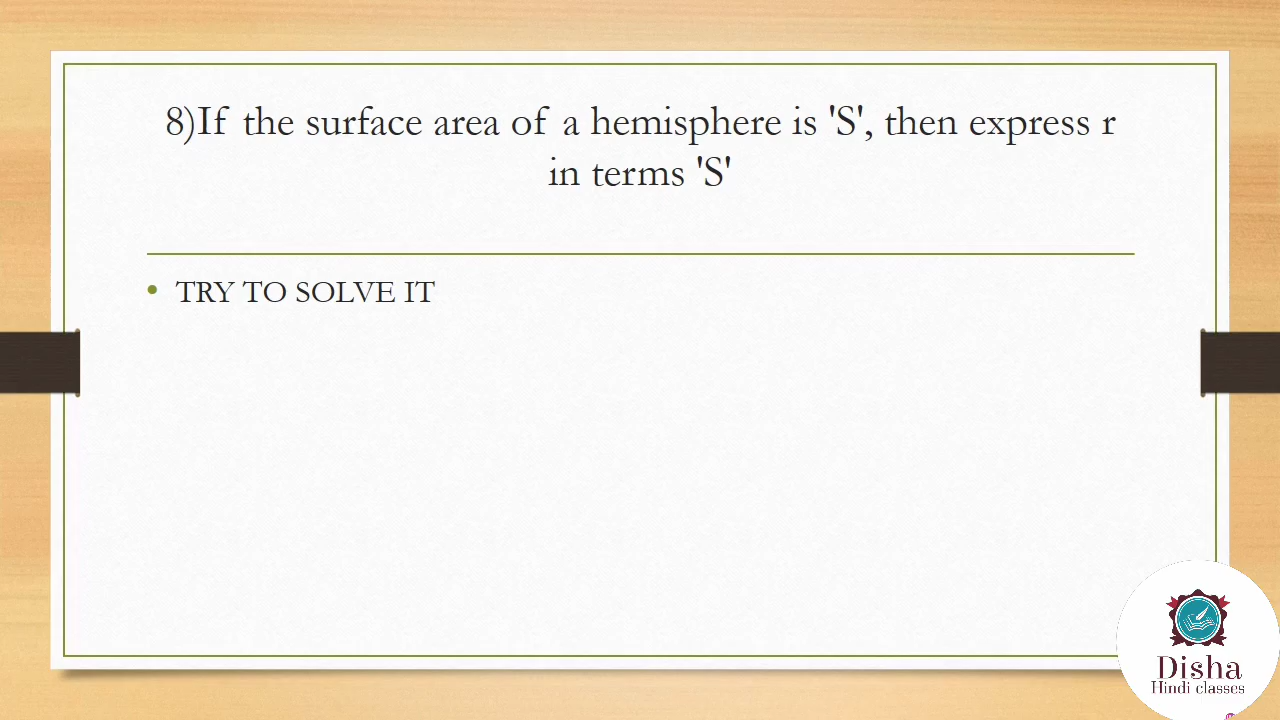 8)If the surface area of a hemisphere is 'S', then express r
in terms 'S'
• TRY TO SOLVE IT
Disha
Hindi classes